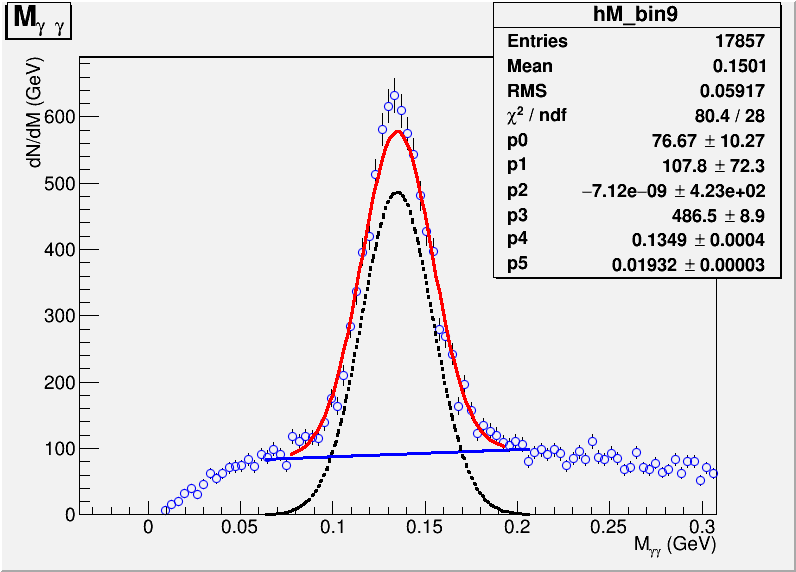 Mγ γ
hM_bin9
Entries 17857
Mean 0.1501
RMS 0.05917
χ² / ndf 80.4 / 28
p0 76.67 ± 10.27
p1 107.8 ± 72.3
p2 −7.12e−09 ± 4.23e+02
p3 486.5 ± 8.9
p4 0.1349 ± 0.0004
p5 0.01932 ± 0.00003
dN/dM (GeV)
600
500
400
300
200
100
0
0 0.05 0.1 0.15 0.2 0.25 0.3
Mγγ (GeV)